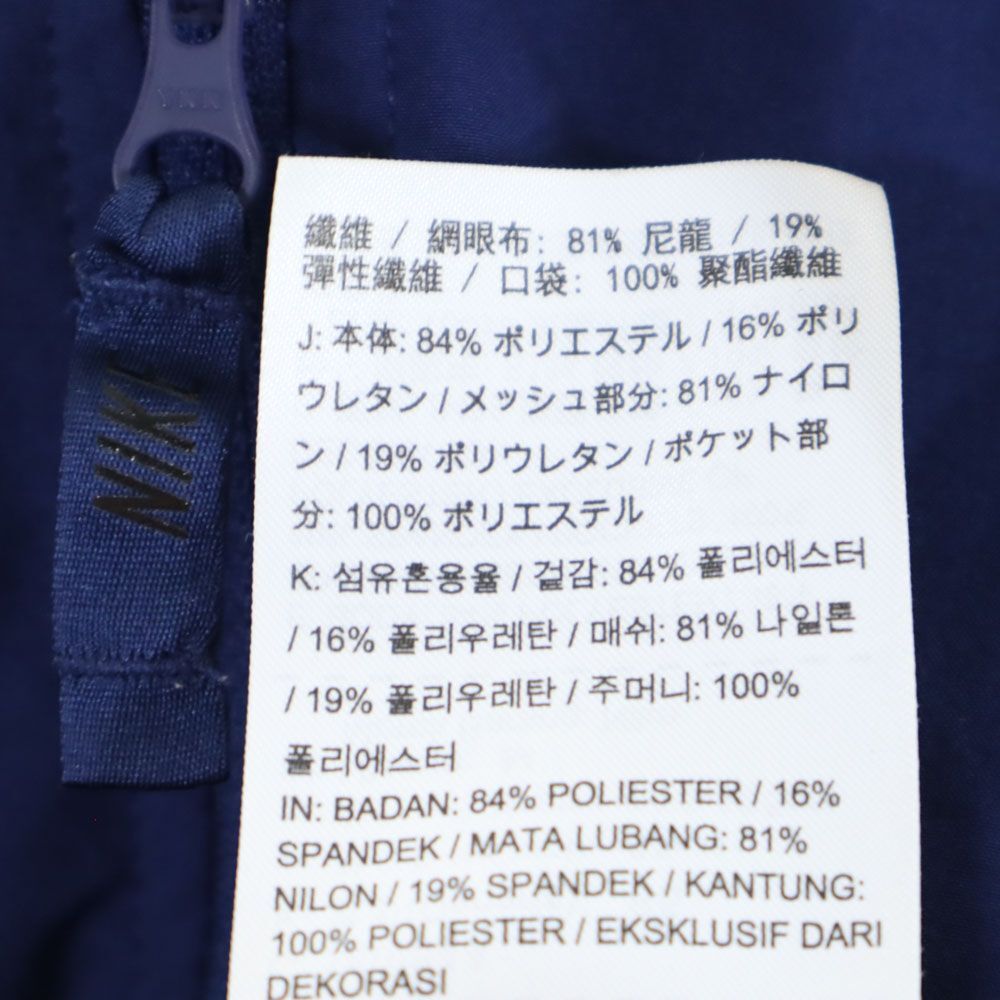 YKK
NIKE
纖維 / 網眼布: 81% 尼龍 / 19%
彈性纖維 / 口袋: 100% 聚酯纖維
J: 本体: 84% ポリエステル / 16% ポリ
ウレタン / メッシュ部分: 81% ナイロ
ン / 19% ポリウレタン / ポケット部
分: 100% ポリエステル
K: 섬유혼용율 / 겉감: 84% 폴리에스터
/ 16% 폴리우레탄 / 매쉬: 81% 나일론
/ 19% 폴리우레탄 / 주머니: 100%
폴리에스터
IN: BADAN: 84% POLIESTER / 16%
SPANDEK / MATA LUBANG: 81%
NILON / 19% SPANDEK / KANTUNG:
100% POLIESTER / EKSKLUSIF DARI
DEKORASI